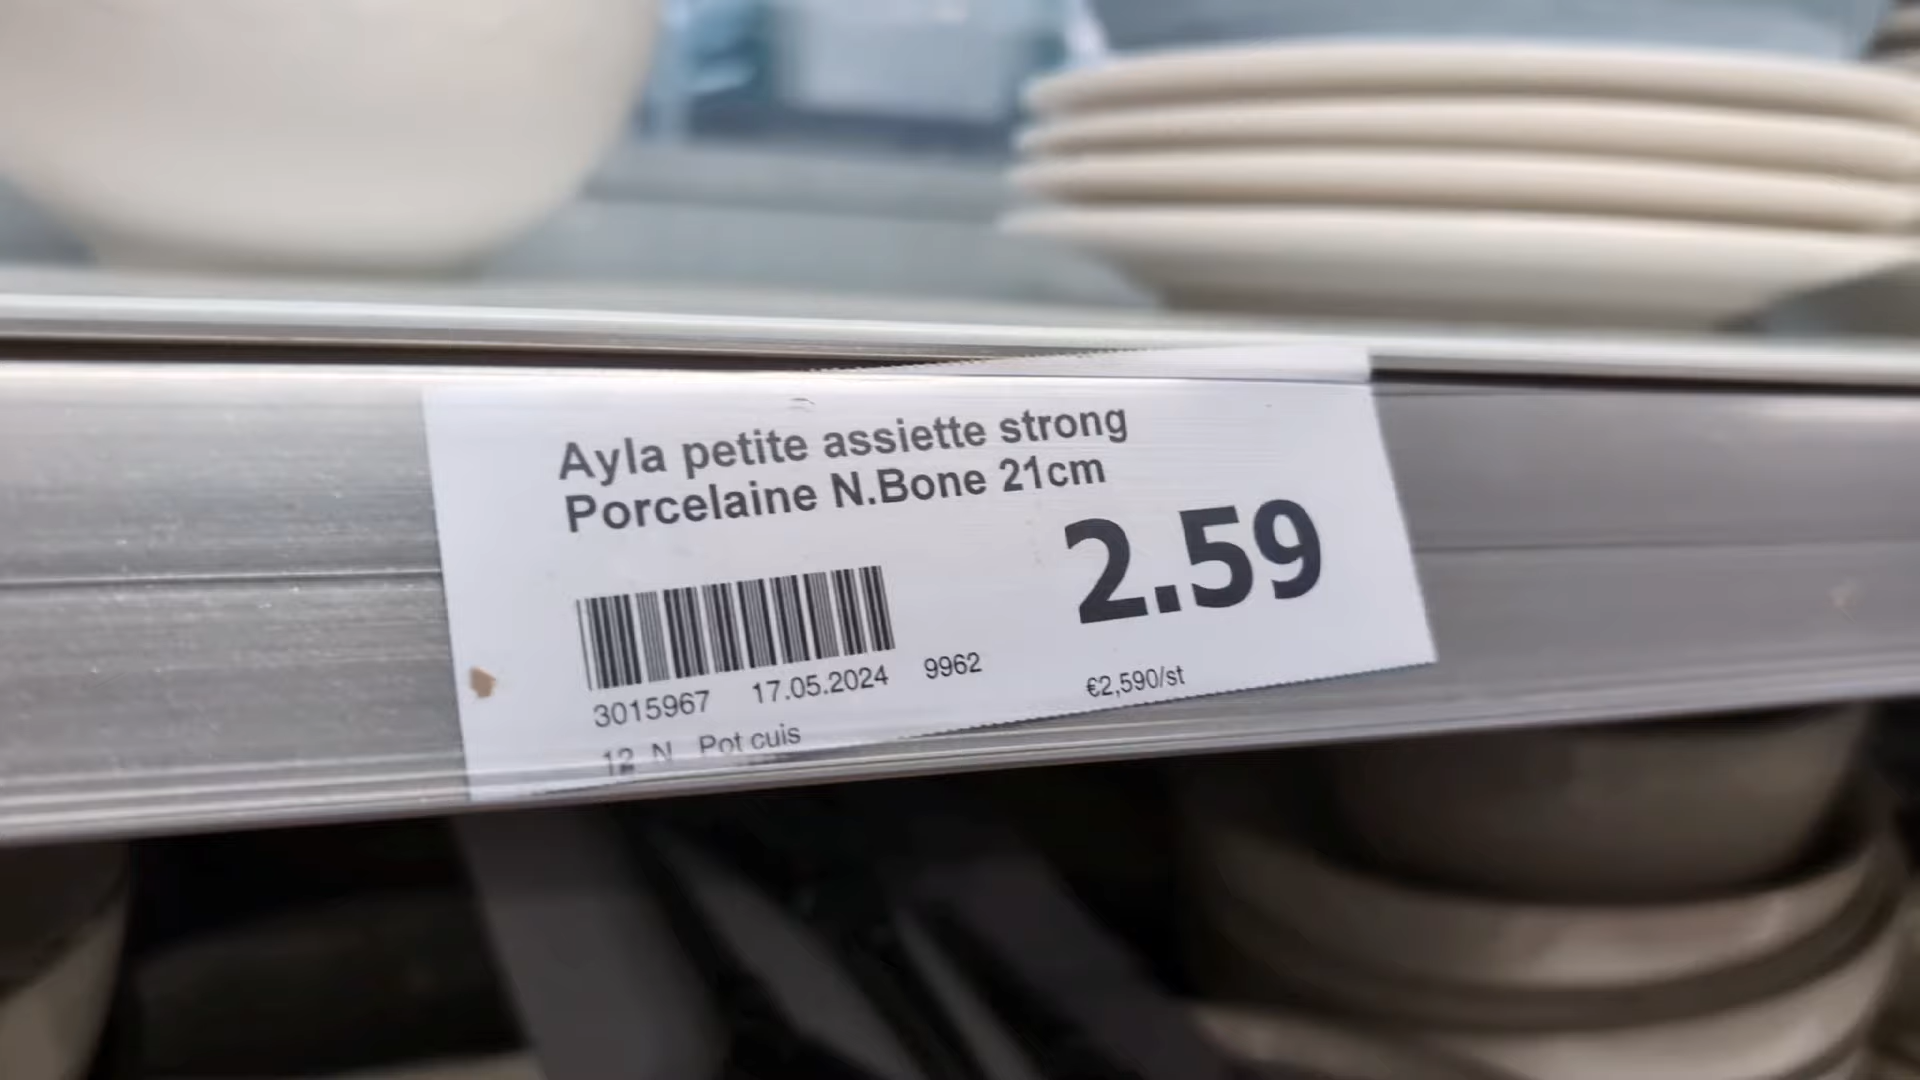 Ayla petite assiette strong
Porcelaine N.Bone 21cm
2.59
3015967 17.05.2024 9962
€2,590/st
12 N Pot cuis